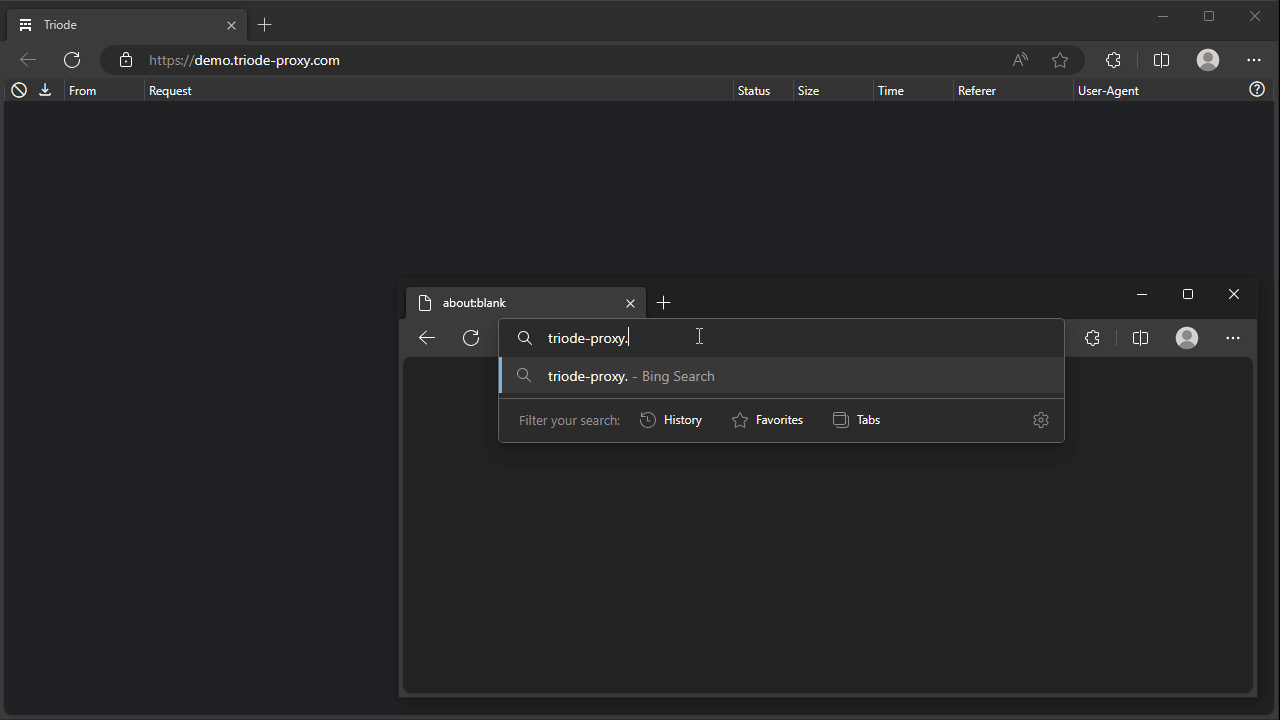 Triode
https://demo.triode-proxy.com
From Request Status Size Time Referer User-Agent
about:blank
triode-proxy.
triode-proxy. - Bing Search
Filter your search: History Favorites Tabs